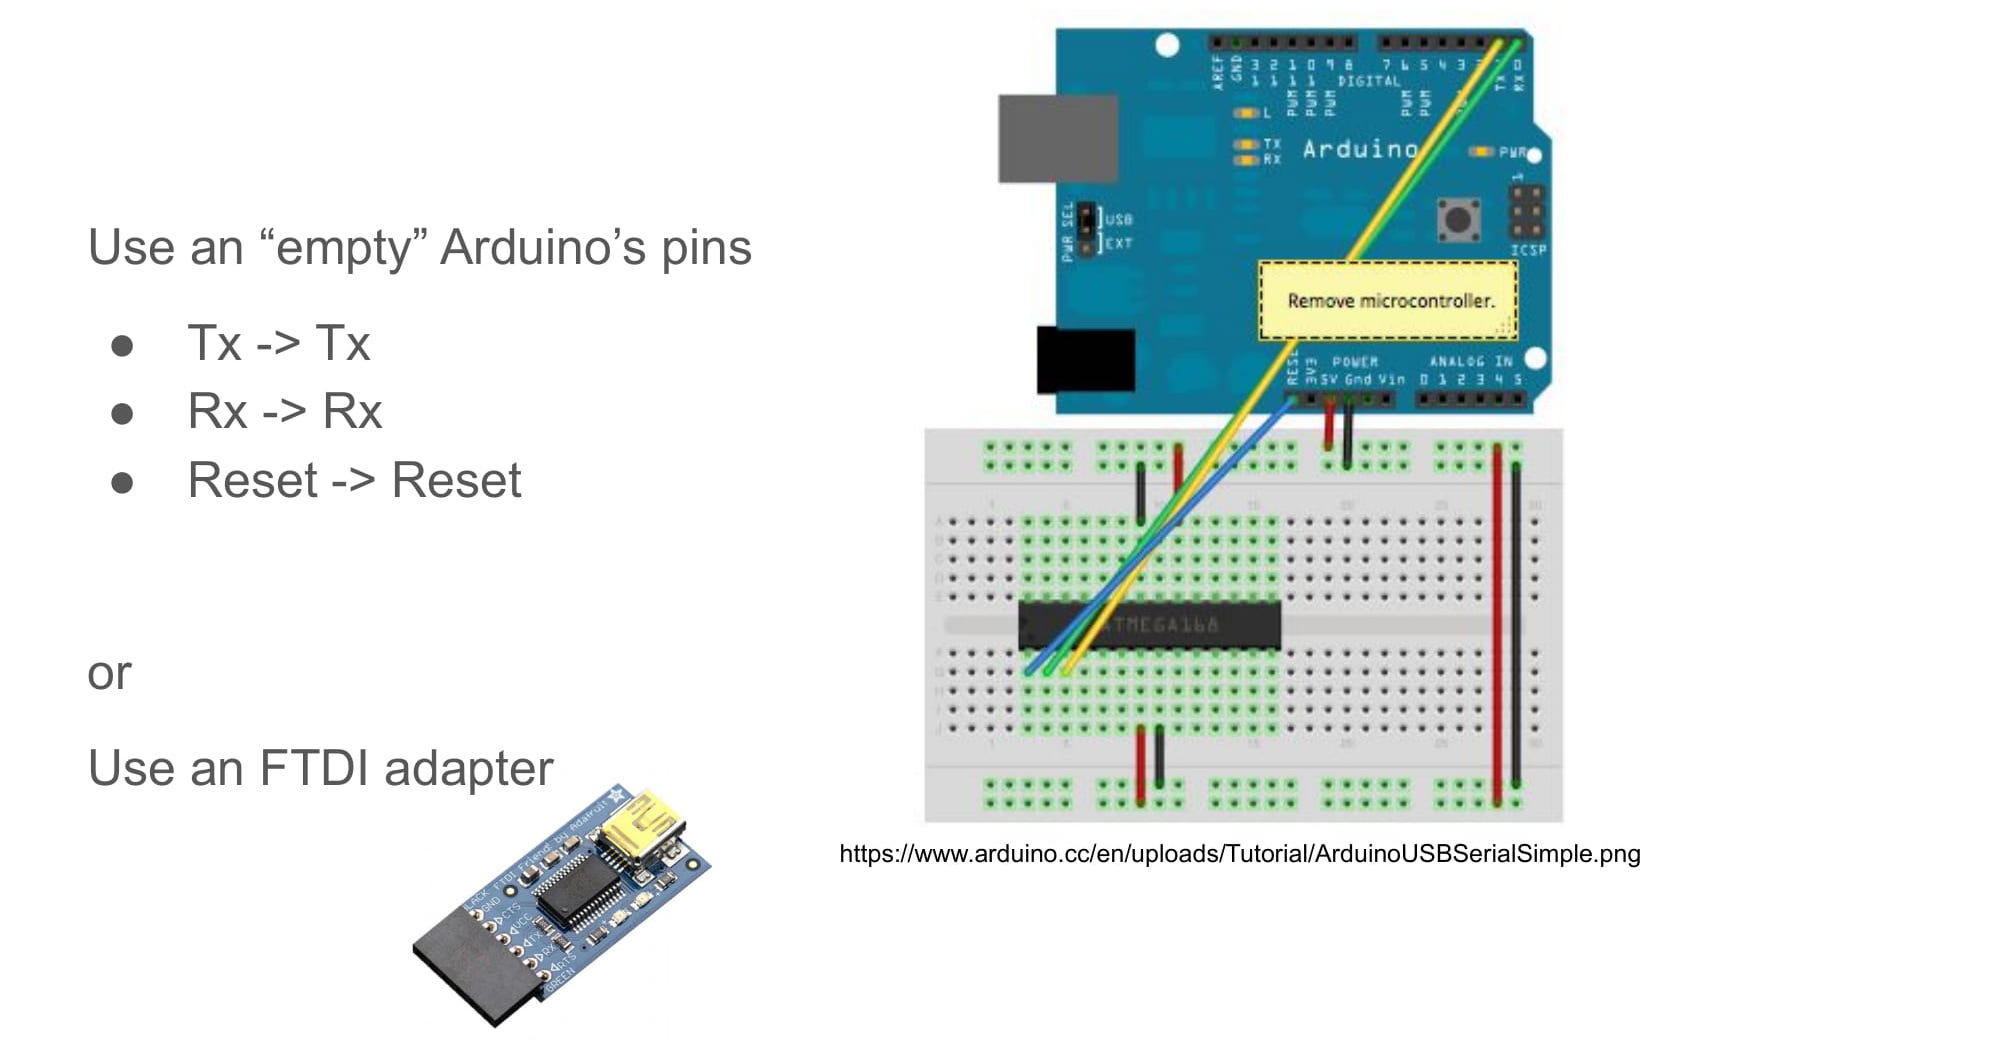 Use an “empty” Arduino’s pins
● Tx -> Tx
● Rx -> Rx
● Reset -> Reset
or
Use an FTDI adapter
FTDI Friend by Adafruit
GND
CTS
VCC
TX
RX
RTS
GREEN
AREF
GND
13
12
11
10
9
8
7
6
5
4
3
TX
RX 0
DIGITAL
PWM
PWM
PWM
PWM
PWM
L
TX
RX
Arduino
PWR
1
ICSP
PWR SEL
USB
EXT
Remove microcontroller.
POWER
ANALOG IN
3V3
5V Gnd Vin
0 1 2 3 4 5
ATMEGA168
https://www.arduino.cc/en/uploads/Tutorial/ArduinoUSBSerialSimple.png